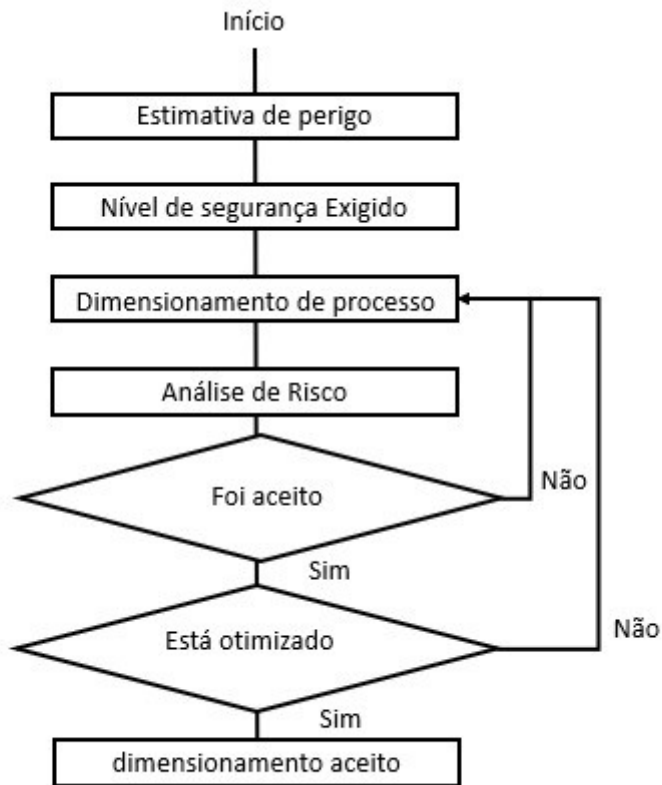 Início
Estimativa de perigo
Nível de segurança Exigido
Dimensionamento de processo
Análise de Risco
Foi aceito
Não
Sim
Está otimizado
Não
Sim
dimensionamento aceito